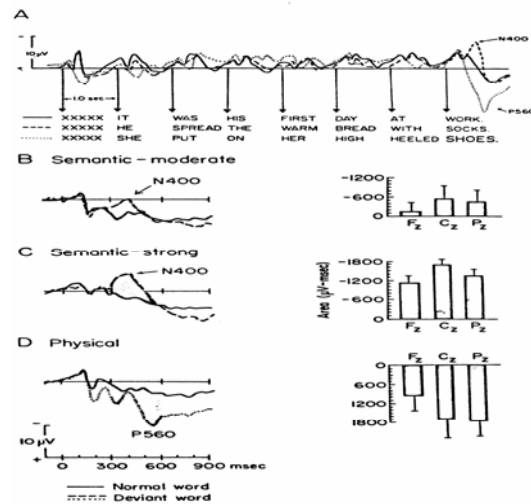 A
N400
10 µV
P560
1.0 sec
XXXXX IT WAS HIS FIRST DAY AT WORK.
XXXXX HE SPREAD THE WARM BREAD WITH SOCKS.
XXXXX SHE PUT ON HER HIGH HEELED SHOES.
B Semantic-moderate
N400
-1200
-600
0
Fz Cz Pz
C Semantic-strong
N400
-1800
-1200
-600
0
Area (µV-msec)
Fz Cz Pz
D Physical
Fz Cz Pz
0
600
1200
1800
P560
10 µV
0 300 600 900 msec
Normal word
Deviant word